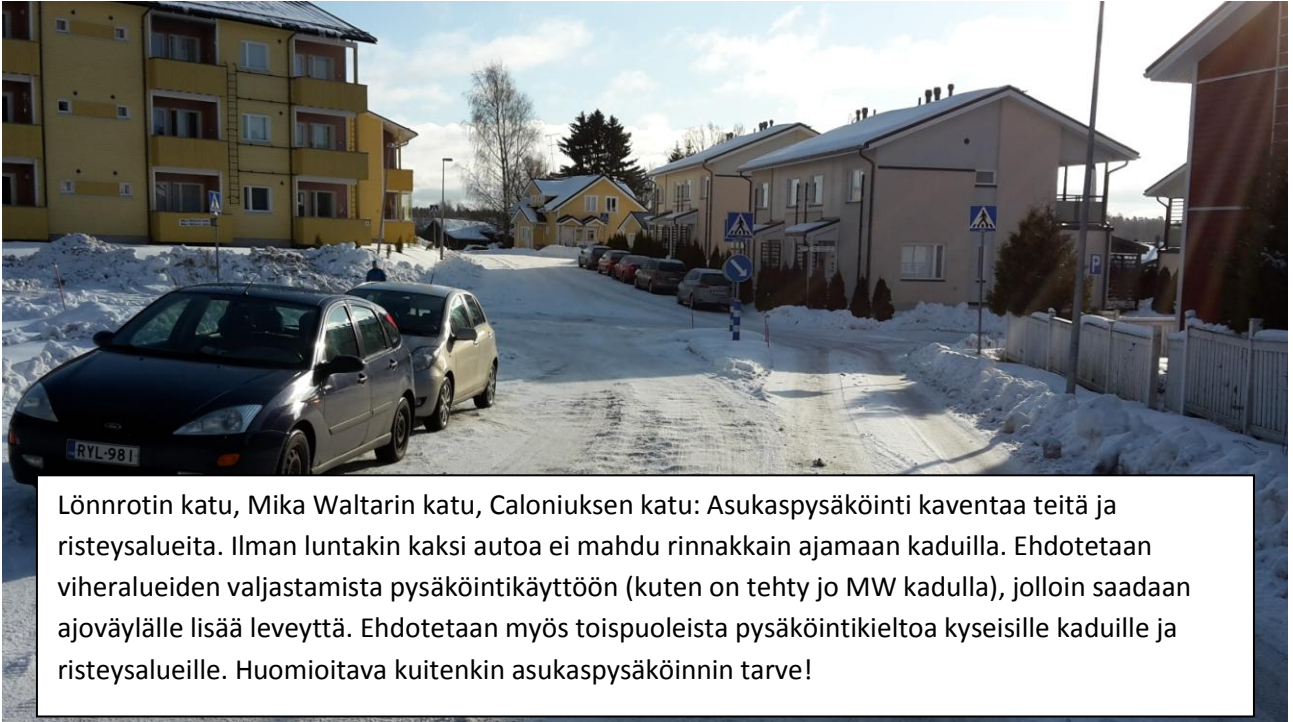 RYL-981
P
Lönnrotin katu, Mika Waltarin katu, Caloniuksen katu: Asukaspysäköinti kaventaa teitä ja
risteysalueita. Ilman luntakin kaksi autoa ei mahdu rinnakkain ajamaan kaduilla. Ehdotetaan
viheralueiden valjastamista pysäköintikäyttöön (kuten on tehty jo MW kadulla), jolloin saadaan
ajoväylälle lisää leveyttä. Ehdotetaan myös toispuoleista pysäköintikieltoa kyseisille kaduille ja
risteysalueille. Huomioitava kuitenkin asukaspysäköinnin tarve!